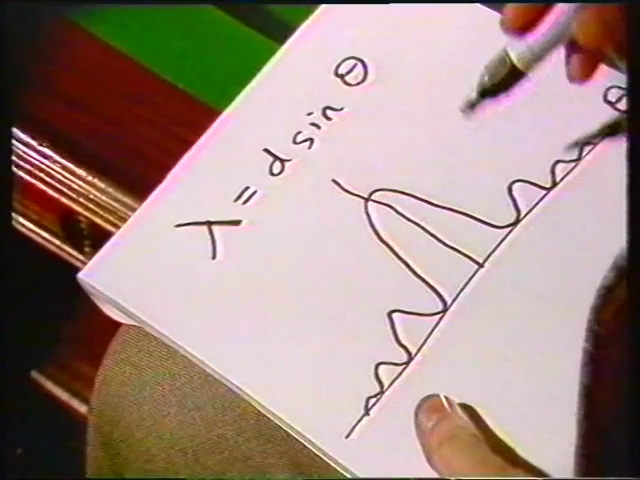 λ = d sin θ
θ